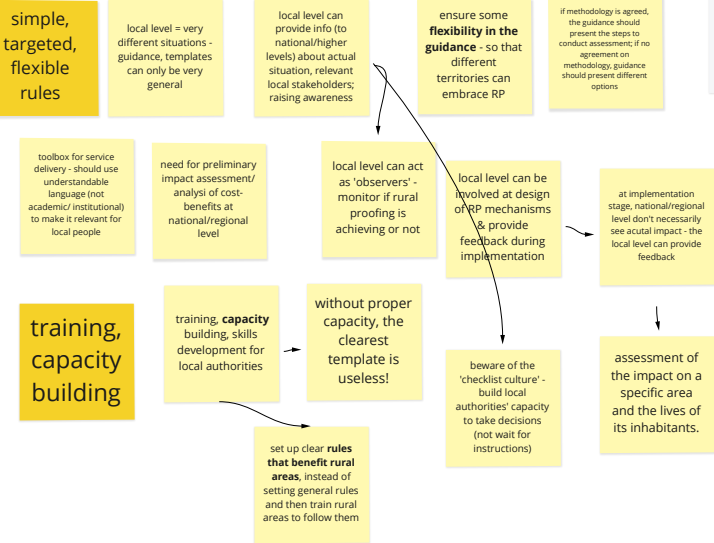 simple,
targeted,
flexible
rules
local level = very
different situations -
guidance, templates
can only be very
general
local level can
provide info (to
national/higher
levels) about actual
situation, relevant
local stakeholders;
raising awareness
ensure some
flexibility in the
guidance - so that
different
territories can
embrace RP
if methodology is agreed,
the guidance should
present the steps to
conduct assessment; if no
agreement on
methodology, guidance
should present different
options
toolbox for service
delivery - should use
understandable
language (not
academic/ institutional)
to make it relevant for
local people
need for preliminary
impact assessment/
analysi of cost-
benefits at
national/regional
level
local level can act
as 'observers' -
monitor if rural
proofing is
achieving or not
local level can be
involved at design
of RP mechanisms
& provide
feedback during
implementation
at implementation
stage, national/regional
level don't necessarily
see acutal impact - the
local level can provide
feedback
training,
capacity
building
training, capacity
building, skills
development for
local authorities
without proper
capacity, the
clearest
template is
useless!
beware of the
'checklist culture' -
build local
authorities' capacity
to take decisions
(not wait for
instructions)
assessment of
the impact on a
specific area
and the lives of
its inhabitants.
set up clear rules
that benefit rural
areas, instead of
setting general rules
and then train rural
areas to follow them